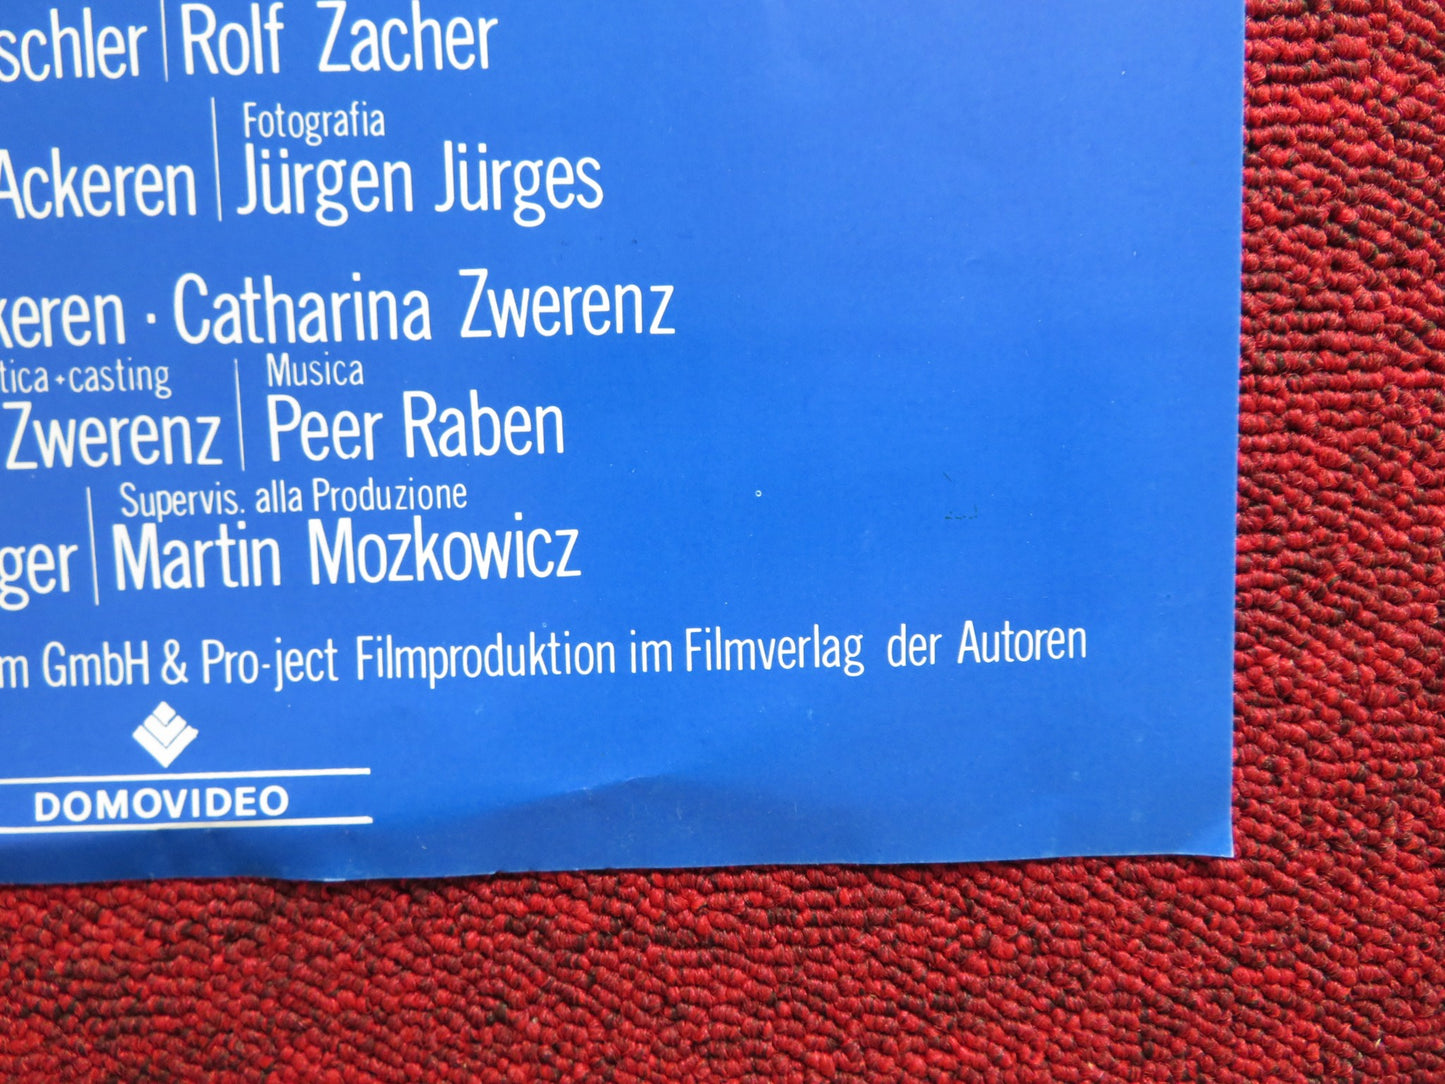 schler | Rolf Zacher
Fotografia
Ackeren | Jürgen Jürges
keren · Catharina Zwerenz
tica + casting | Musica
Zwerenz | Peer Raben
Supervis. alla Produzione
ger | Martin Mozkowicz
m GmbH & Pro-ject Filmproduktion im Filmverlag der Autoren
DOMOVIDEO